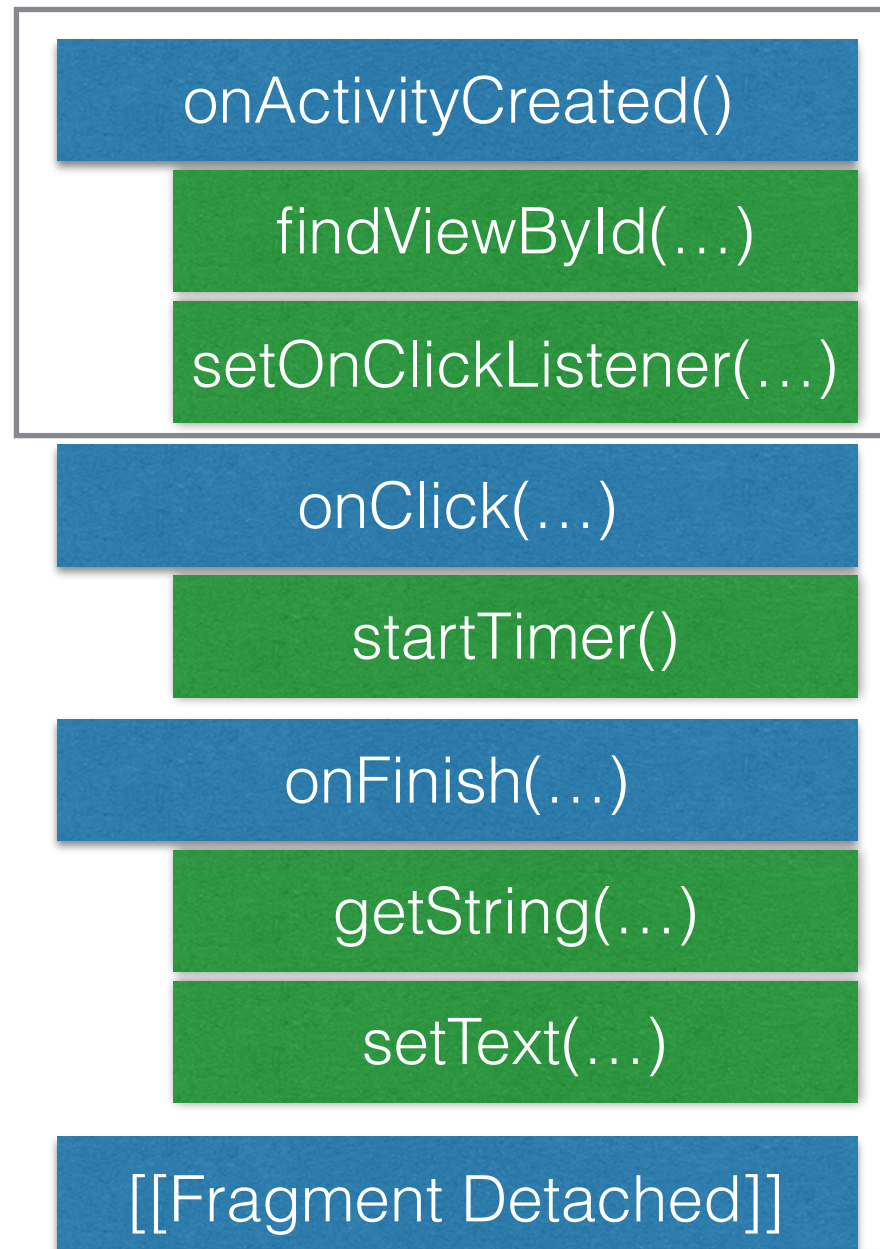 onActivityCreated()
findViewById(…)
setOnClickListener(…)
onClick(…)
startTimer()
onFinish(…)
getString(…)
setText(…)
[[Fragment Detached]]